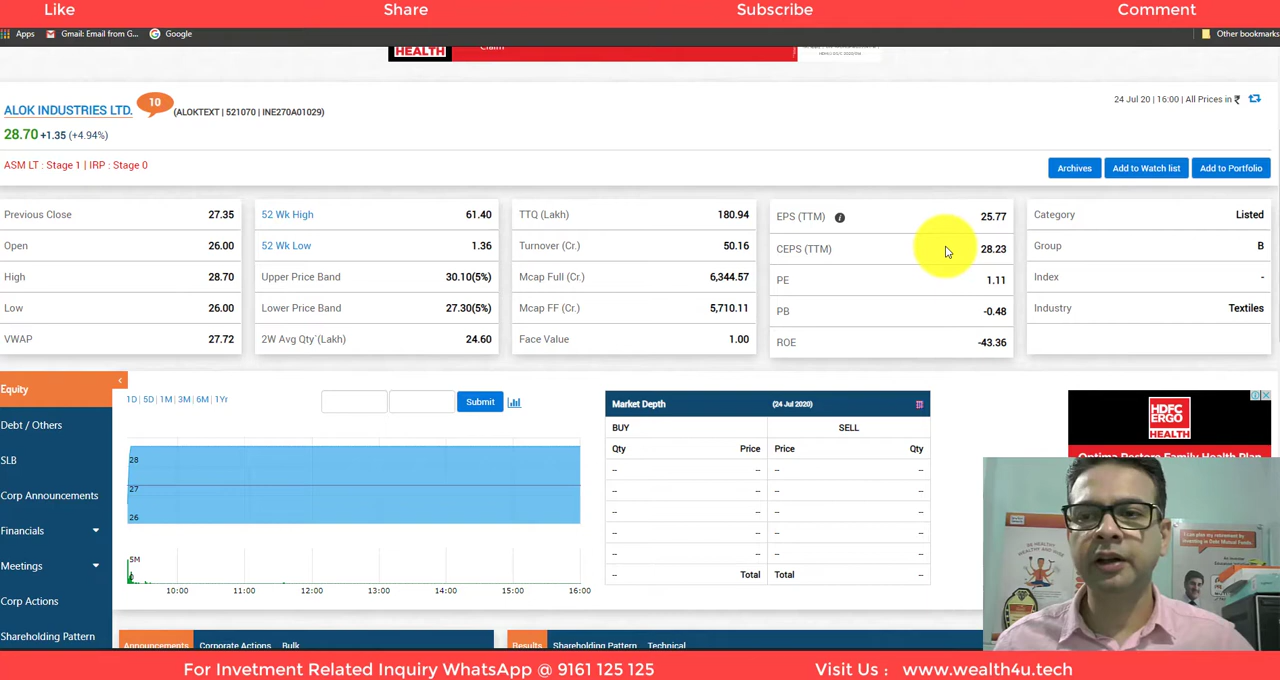 Like Share Subscribe Comment
Apps Gmail: Email from G... Google Other bookmarks
HEALTH Claim
ALOK INDUSTRIES LTD. 10 (ALOKTEXT | 521070 | INE270A01029) 24 Jul 20 | 16:00 | All Prices in ₹
28.70 +1.35 (+4.94%)
ASM LT : Stage 1 | IRP : Stage 0 Archives Add to Watch list Add to Portfolio
Previous Close 27.35
Open 26.00
High 28.70
Low 26.00
VWAP 27.72
52 Wk High 61.40
52 Wk Low 1.36
Upper Price Band 30.10(5%)
Lower Price Band 27.30(5%)
2W Avg Qty`(Lakh) 24.60
TTQ (Lakh) 180.94
Turnover (Cr.) 50.16
Mcap Full (Cr.) 6,344.57
Mcap FF (Cr.) 5,710.11
Face Value 1.00
EPS (TTM) 25.77
CEPS (TTM) 28.23
PE 1.11
PB -0.48
ROE -43.36
Category Listed
Group B
Index -
Industry Textiles
Equity
Debt / Others
SLB
Corp Announcements
Financials
Meetings
Corp Actions
Shareholding Pattern
1D | 5D | 1M | 3M | 6M | 1Yr Submit
28
27
26
5M
0
10:00 11:00 12:00 13:00 14:00 15:00 16:00
Market Depth (24 Jul 2020)
BUY SELL
Qty Price Price Qty
-- -- -- --
-- -- -- --
-- -- -- --
-- -- -- --
-- -- -- --
-- Total Total --
HDFC
ERGO
HEALTH
Optima Restore Family Health Plan
Announcements Corporate Actions Bulk
Results Shareholding Pattern Technical
BE HEALTHY
AND WISE
For Invetment Related Inquiry WhatsApp @ 9161 125 125 Visit Us : www.wealth4u.tech